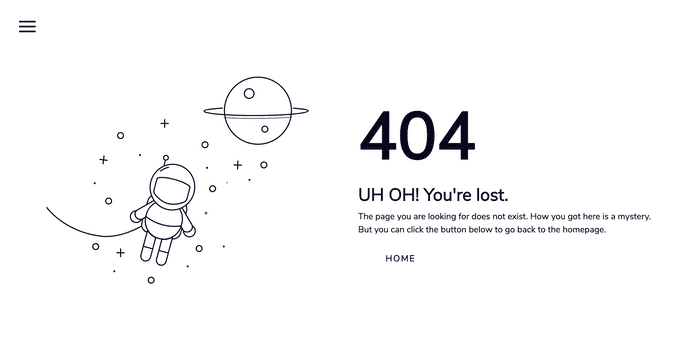 404
UH OH! You're lost.
The page you are looking for does not exist. How you got here is a mystery.
But you can click the button below to go back to the homepage.
HOME